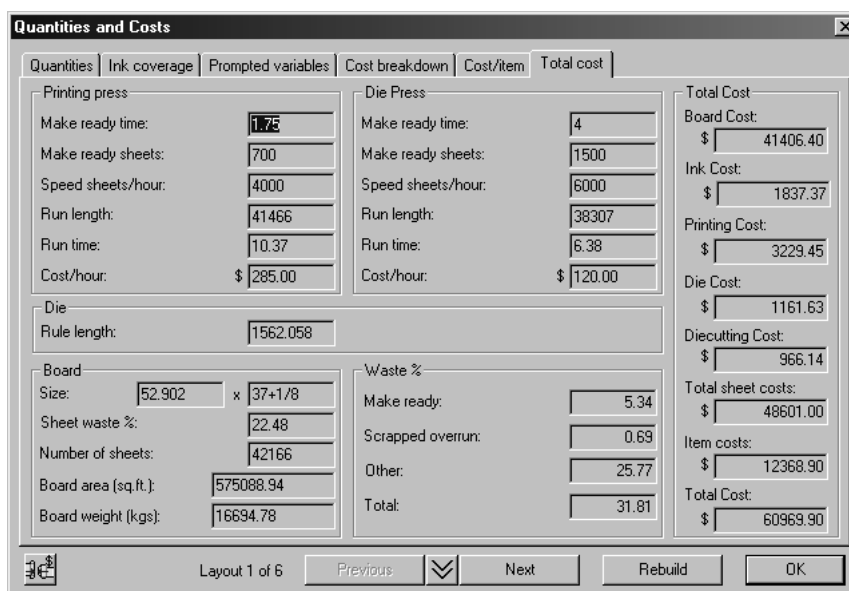 Quantities and Costs
Quantities Ink coverage Prompted variables Cost breakdown Cost/item Total cost
Printing press
Make ready time: 1.75
Make ready sheets: 700
Speed sheets/hour: 4000
Run length: 41466
Run time: 10.37
Cost/hour: $ 285.00
Die Press
Make ready time: 4
Make ready sheets: 1500
Speed sheets/hour: 6000
Run length: 38307
Run time: 6.38
Cost/hour: $ 120.00
Die
Rule length: 1562.058
Board
Size: 52.902 x 37+1/8
Sheet waste %: 22.48
Number of sheets: 42166
Board area (sq.ft.): 575088.94
Board weight (kgs): 16694.78
Waste %
Make ready: 5.34
Scrapped overrun: 0.69
Other: 25.77
Total: 31.81
Total Cost
Board Cost:
$ 41406.40
Ink Cost:
$ 1837.37
Printing Cost:
$ 3229.45
Die Cost:
$ 1161.63
Diecutting Cost:
$ 966.14
Total sheet costs:
$ 48601.00
Item costs:
$ 12368.90
Total Cost:
$ 60969.90
Layout 1 of 6 Previous Next Rebuild OK